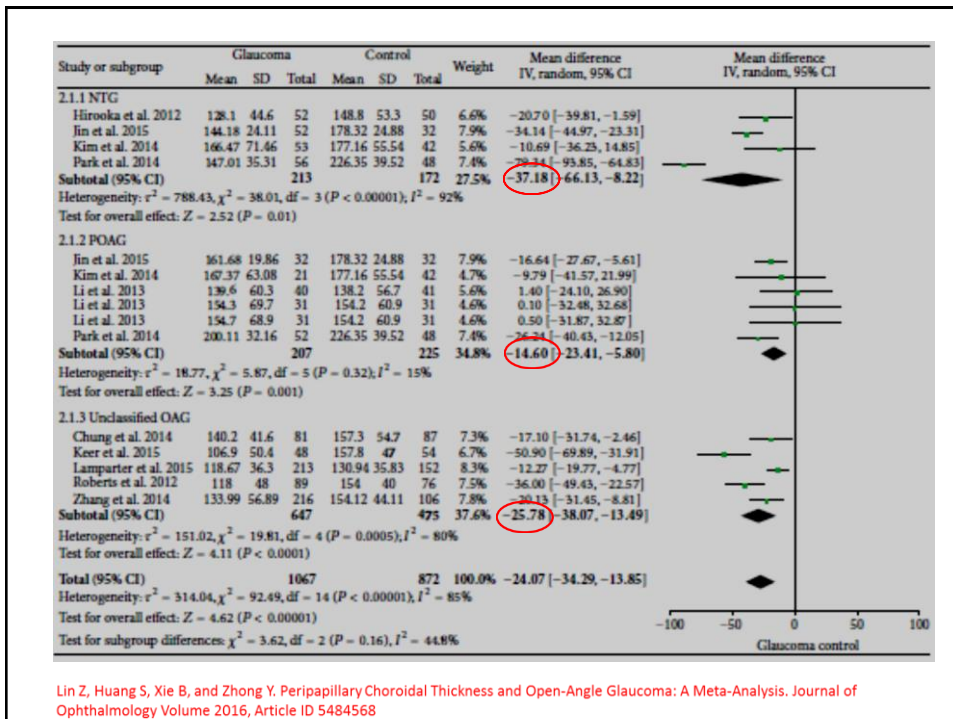 Study or subgroup Glaucoma Control Weight Mean difference IV, random, 95% CI Mean difference IV, random, 95% CI
Mean SD Total Mean SD Total
2.1.1 NTG
Hirooka et al. 2012 128.1 44.6 52 148.8 53.3 50 6.6% −20.70 [−39.81, −1.59]
Jin et al. 2015 144.18 24.11 52 178.32 24.88 32 7.9% −34.14 [−44.97, −23.31]
Kim et al. 2014 166.47 71.46 53 177.16 55.54 42 5.6% −10.69 [−36.23, 14.85]
Park et al. 2014 147.01 35.31 56 226.35 39.52 48 7.4% −79.34 [−93.85, −64.83]
Subtotal (95% CI) 213 172 27.5% −37.18 [−66.13, −8.22]
Heterogeneity: τ² = 788.43, χ² = 38.01, df = 3 (P < 0.00001); I² = 92%
Test for overall effect: Z = 2.52 (P = 0.01)
2.1.2 POAG
Jin et al. 2015 161.68 19.86 32 178.32 24.88 32 7.9% −16.64 [−27.67, −5.61]
Kim et al. 2014 167.37 63.08 21 177.16 55.54 42 4.6% −9.79 [−41.57, 21.99]
Li et al. 2013 139.6 60.3 40 138.2 56.7 41 5.6% 1.40 [−24.10, 26.90]
Li et al. 2013 154.3 69.7 31 154.2 60.9 31 4.6% 0.10 [−32.48, 32.68]
Li et al. 2013 154.7 68.9 31 154.2 60.9 31 4.6% 0.50 [−31.87, 32.87]
Park et al. 2014 200.11 32.16 52 226.35 39.52 48 7.4% −26.24 [−40.43, −12.05]
Subtotal (95% CI) 207 225 34.8% −14.60 [−23.41, −5.80]
Heterogeneity: τ² = 18.77, χ² = 5.87, df = 5 (P = 0.32); I² = 15%
Test for overall effect: Z = 3.25 (P = 0.001)
2.1.3 Unclassified OAG
Chung et al. 2014 140.2 41.6 81 157.3 54.7 87 7.3% −17.10 [−31.74, −2.46]
Keer et al. 2015 106.9 50.4 48 157.8 47 54 6.7% −50.90 [−69.89, −31.91]
Lamparter et al. 2015 118.67 36.3 213 130.94 35.83 152 8.3% −12.27 [−19.77, −4.77]
Roberts et al. 2012 118 48 89 154 40 76 7.5% −36.00 [−49.43, −22.57]
Zhang et al. 2014 133.99 56.89 216 154.12 44.11 106 7.8% −20.13 [−31.45, −8.81]
Subtotal (95% CI) 647 475 37.6% −25.78 [−38.07, −13.49]
Heterogeneity: τ² = 151.02, χ² = 19.81, df = 4 (P = 0.0005); I² = 80%
Test for overall effect: Z = 4.11 (P < 0.0001)
Total (95% CI) 1067 872 100.0% −24.07 [−34.29, −13.85]
Heterogeneity: τ² = 314.04, χ² = 92.49, df = 14 (P < 0.00001); I² = 85%
Test for overall effect: Z = 4.62 (P < 0.00001)
Test for subgroup differences: χ² = 3.62, df = 2 (P = 0.16), I² = 44.8%
−100 −50 0 50 100
Glaucoma control
Lin Z, Huang S, Xie B, and Zhong Y. Peripapillary Choroidal Thickness and Open-Angle Glaucoma: A Meta-Analysis. Journal of
Ophthalmology Volume 2016, Article ID 5484568